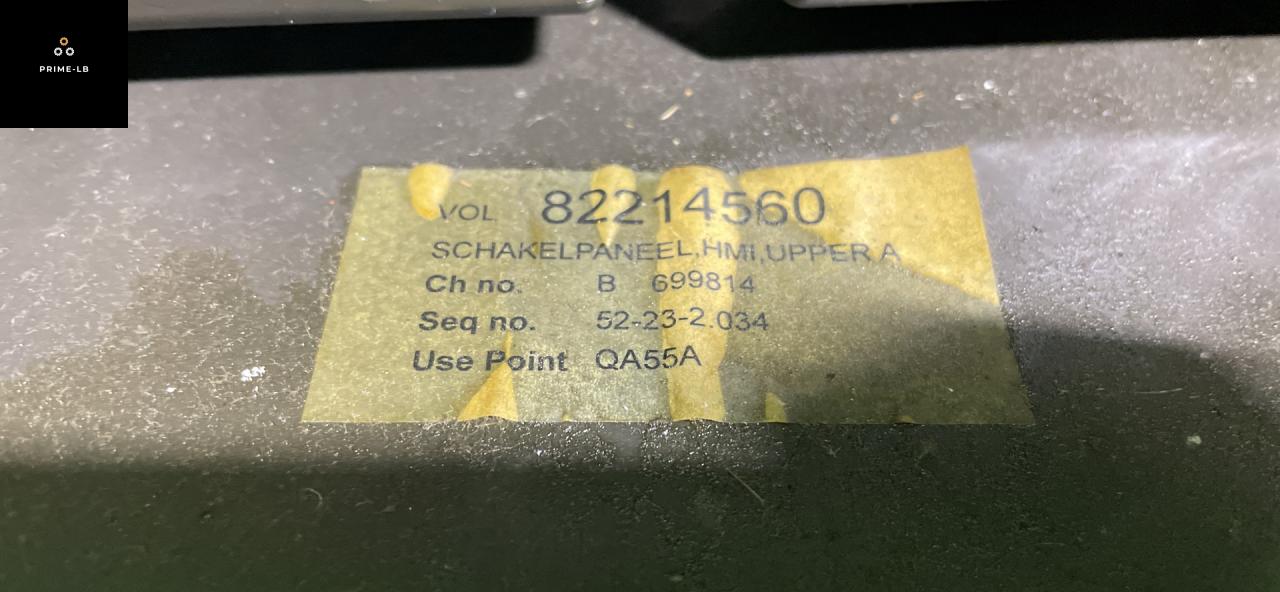 PRIME-LB
VOL 82214560
SCHAKELPANEEL,HMI,UPPER A
Ch no. B 699814
Seq no. 52-23-2.034
Use Point QA55A